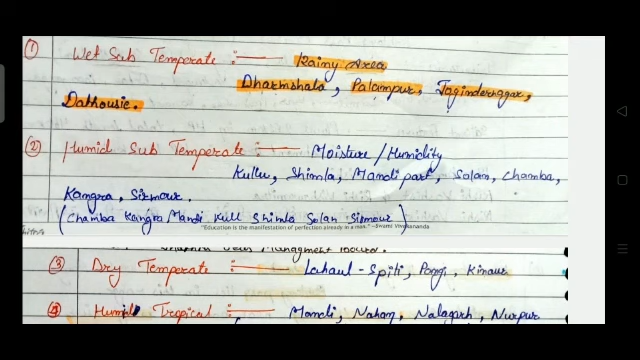 ① Wet Sub Temperate :— Rainy Area
Dharmshala, Palampur, Jogindernggar,
Dalhousie.
② Humid Sub Temperate :— Moisture/Humidity
Kullu, Shimla, Mandi part, Solan, Chamba,
Kangra, Sirmour.
(Chamba Kangra Mandi Kull Shimla Solan Sirmour)
"Education is the manifestation of perfection already in a man." –Swami Vivekananda
③ Dry Temperate :— Lahaul-Spiti, Pangi, Kinaur
④ Humid Tropical :— Mandi, Nahan, Nalagarh, Nurpur